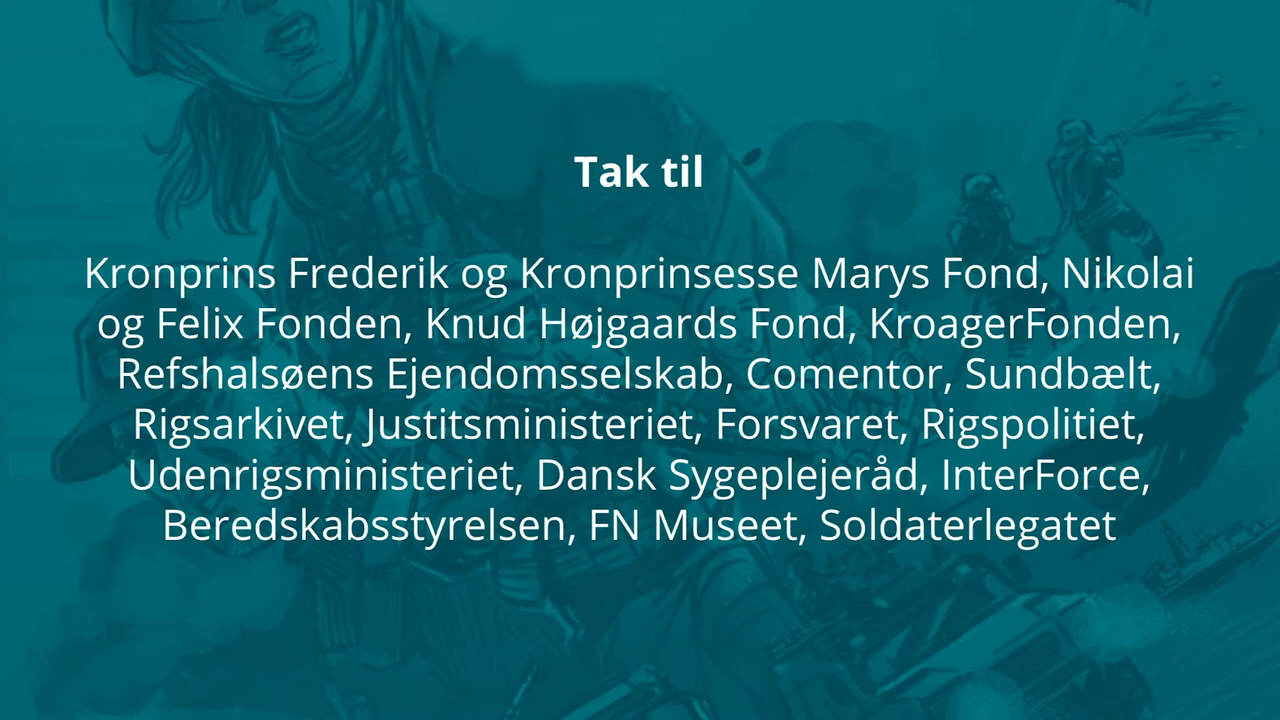 Tak til
Kronprins Frederik og Kronprinsesse Marys Fond, Nikolai
og Felix Fonden, Knud Højgaards Fond, KroagerFonden,
Refshalsøens Ejendomsselskab, Comentor, Sundbælt,
Rigsarkivet, Justitsministeriet, Forsvaret, Rigspolitiet,
Udenrigsministeriet, Dansk Sygeplejeråd, InterForce,
Beredskabsstyrelsen, FN Museet, Soldaterlegatet